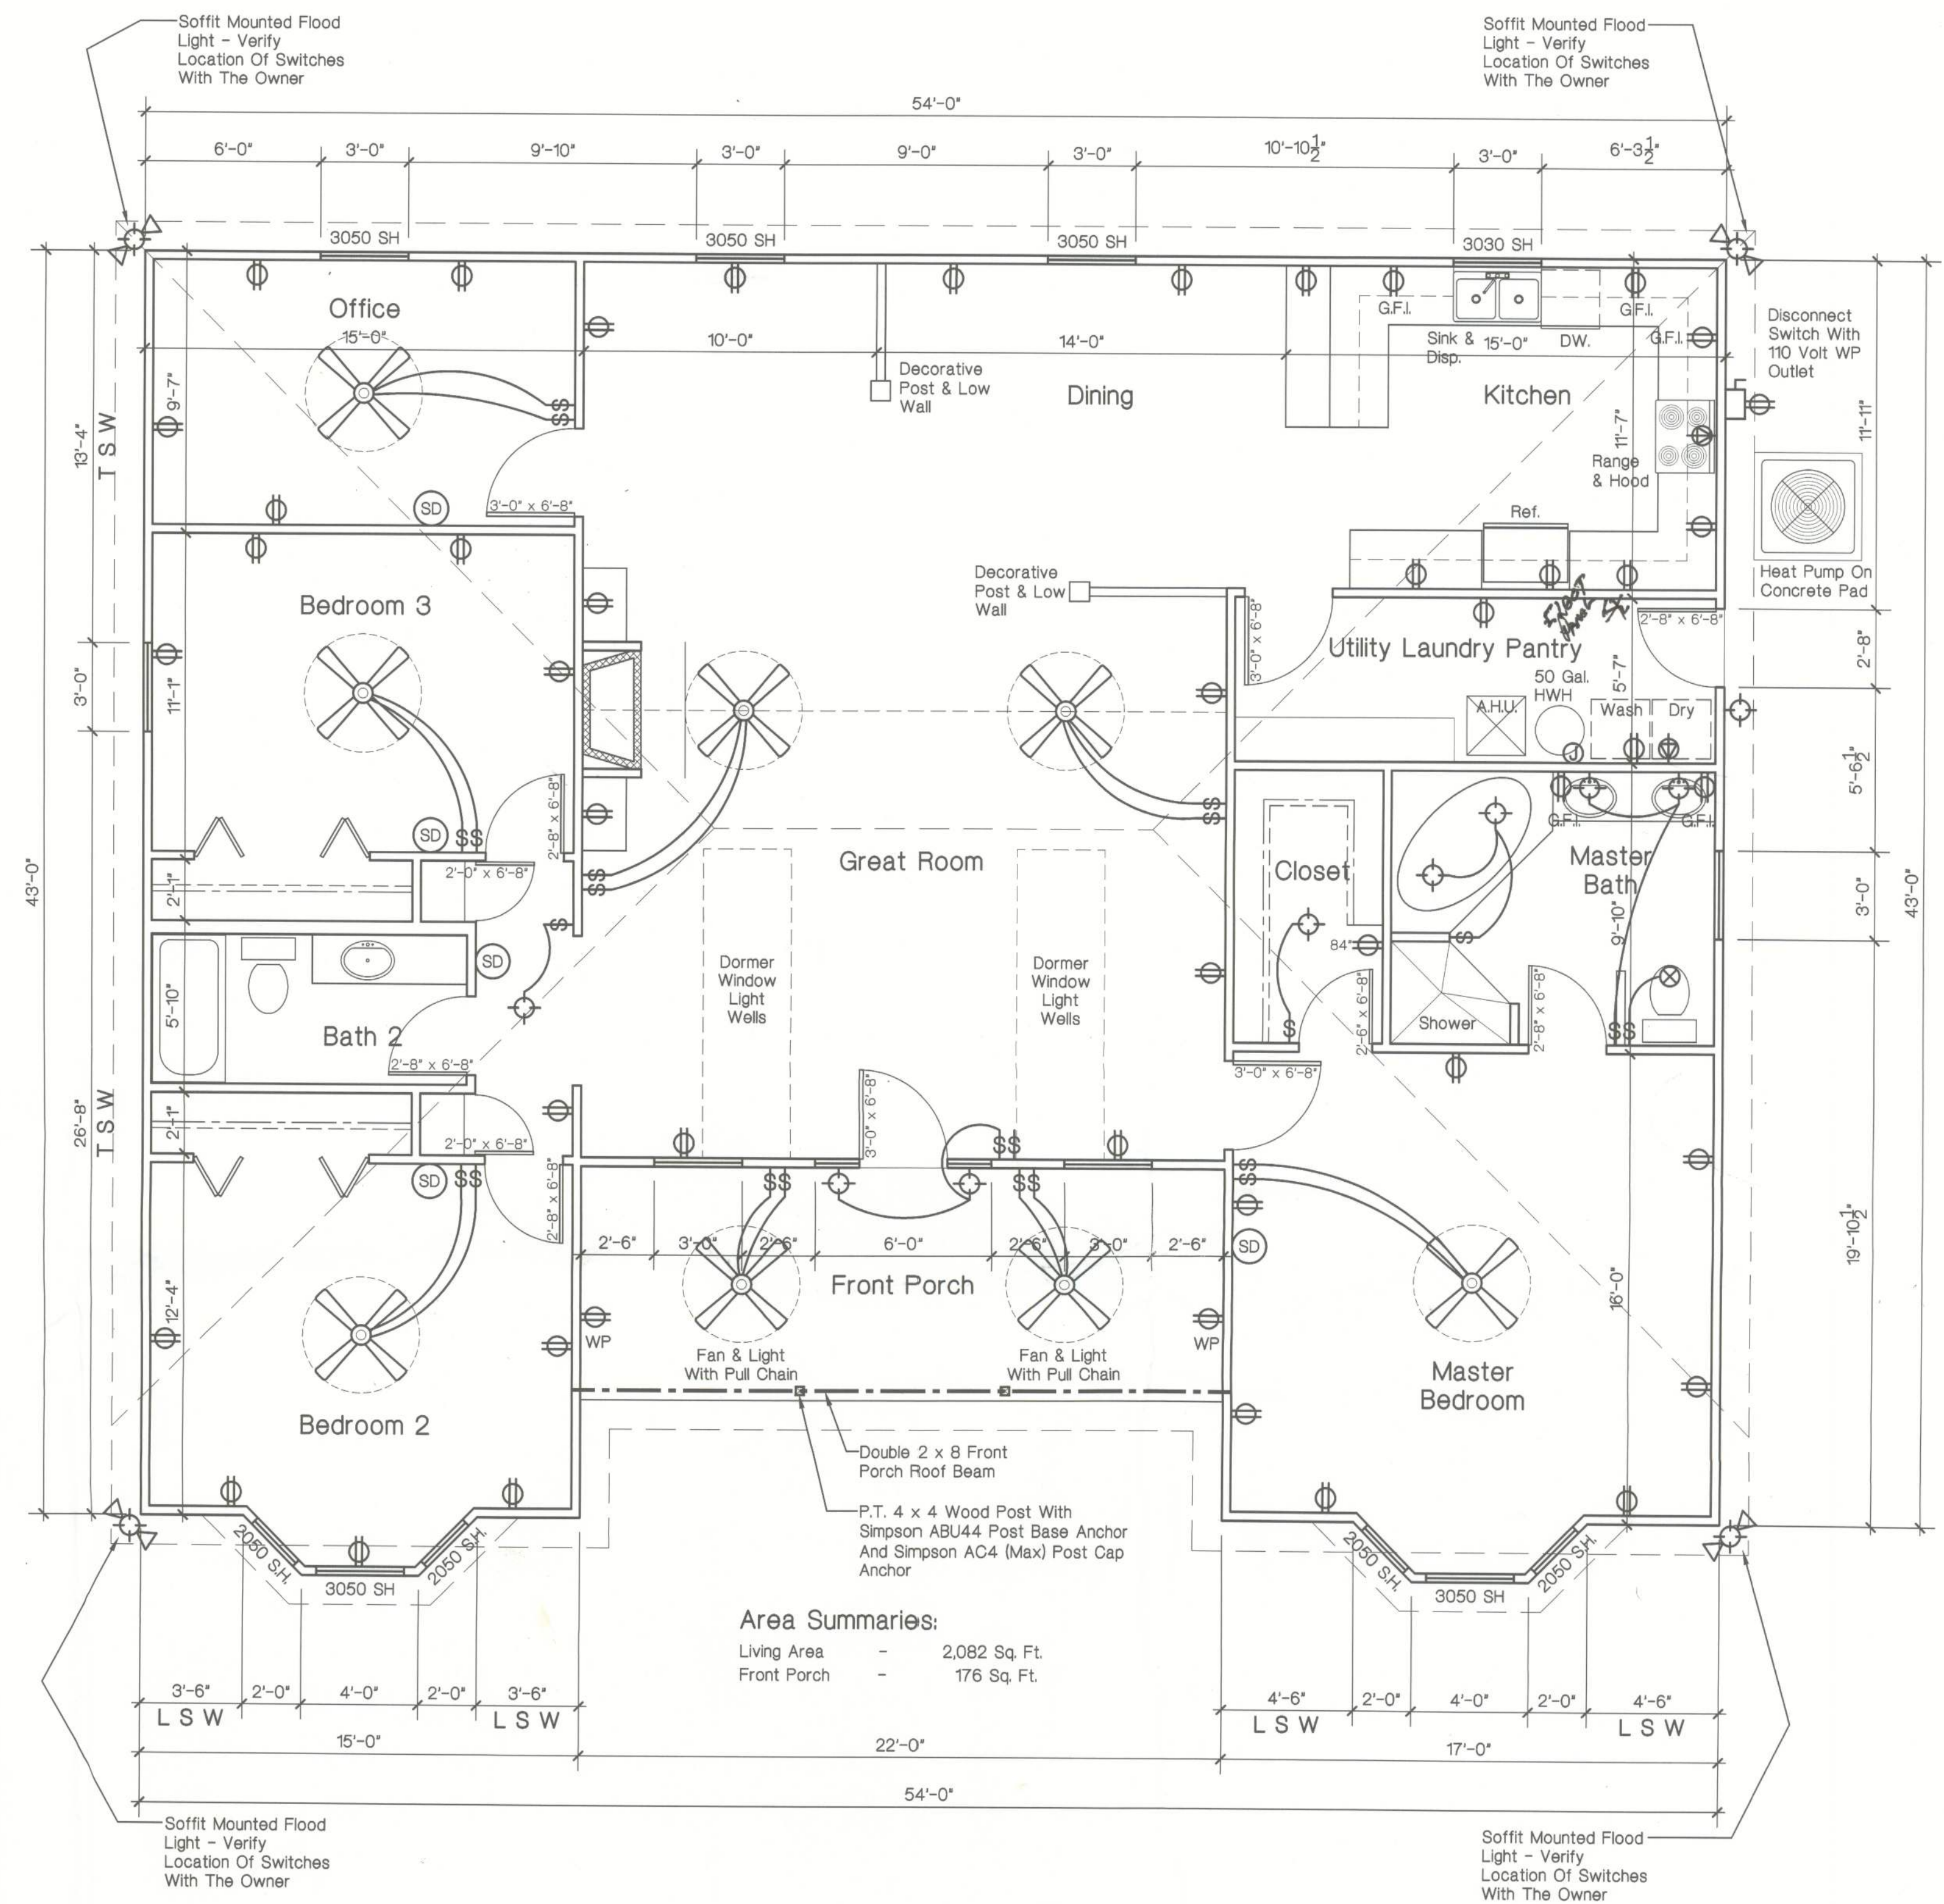 Soffit Mounted Flood
Light - Verify
Location Of Switches
With The Owner
Soffit Mounted Flood
Light - Verify
Location Of Switches
With The Owner
54'-0"
6'-0"
3'-0"
9'-10"
3'-0"
9'-0"
3'-0"
10'-10 1/2"
3'-0"
6'-3 1/2"
3050 SH
3050 SH
3050 SH
3030 SH
Office
15'-0"
10'-0"
14'-0"
15'-0"
G.F.I.
G.F.I.
G.F.I.
Sink &
Disp.
DW.
Disconnect
Switch With
110 Volt WP
Outlet
Decorative
Post & Low
Wall
Dining
Kitchen
9'-7"
13'-4"
T S W
11'-7"
11'-11"
Range
& Hood
SD
3'-0" x 6'-8"
Ref.
Heat Pump On
Concrete Pad
Decorative
Post & Low
Wall
Bedroom 3
3'-0" x 6'-8"
2'-8" x 6'-8"
Utility Laundry Pantry
2'-8"
3'-0"
11'-1"
5'-7"
50 Gal.
HWH
A.H.U.
Wash
Dry
J
5'-6 1/2"
SD
SS
2'-8" x 6'-8"
2'-0" x 6'-8"
2'-1"
SS
SS
S
43'-0"
Great Room
Closet
84"
S
G.F.I.
G.F.I.
Master
Bath
9'-10"
3'-0"
43'-0"
SD
5'-10"
Bath 2
2'-8" x 6'-8"
Dormer
Window
Light
Wells
Dormer
Window
Light
Wells
S
2'-6" x 6'-8"
Shower
2'-8" x 6'-8"
SS
3'-0" x 6'-8"
3'-0" x 6'-8"
26'-8"
T S W
2'-1"
2'-0" x 6'-8"
SD
SS
2'-8" x 6'-8"
SS
SS
SS
SS
SD
2'-6"
3'-0"
2'-6"
6'-0"
2'-6"
3'-0"
2'-6"
19'-10 1/2"
12'-4"
16'-0"
Front Porch
WP
WP
Fan & Light
With Pull Chain
Fan & Light
With Pull Chain
Master
Bedroom
Bedroom 2
Double 2 x 8 Front
Porch Roof Beam
P.T. 4 x 4 Wood Post With
Simpson ABU44 Post Base Anchor
And Simpson AC4 (Max) Post Cap
Anchor
2050 S.H.
3050 SH
2050 S.H.
2050 S.H.
3050 SH
2050 S.H.
Area Summaries:
Living Area - 2,082 Sq. Ft.
Front Porch - 176 Sq. Ft.
3'-6"
2'-0"
4'-0"
2'-0"
3'-6"
L S W
L S W
4'-6"
2'-0"
4'-0"
2'-0"
4'-6"
L S W
L S W
15'-0"
22'-0"
17'-0"
54'-0"
Soffit Mounted Flood
Light - Verify
Location Of Switches
With The Owner
Soffit Mounted Flood
Light - Verify
Location Of Switches
With The Owner